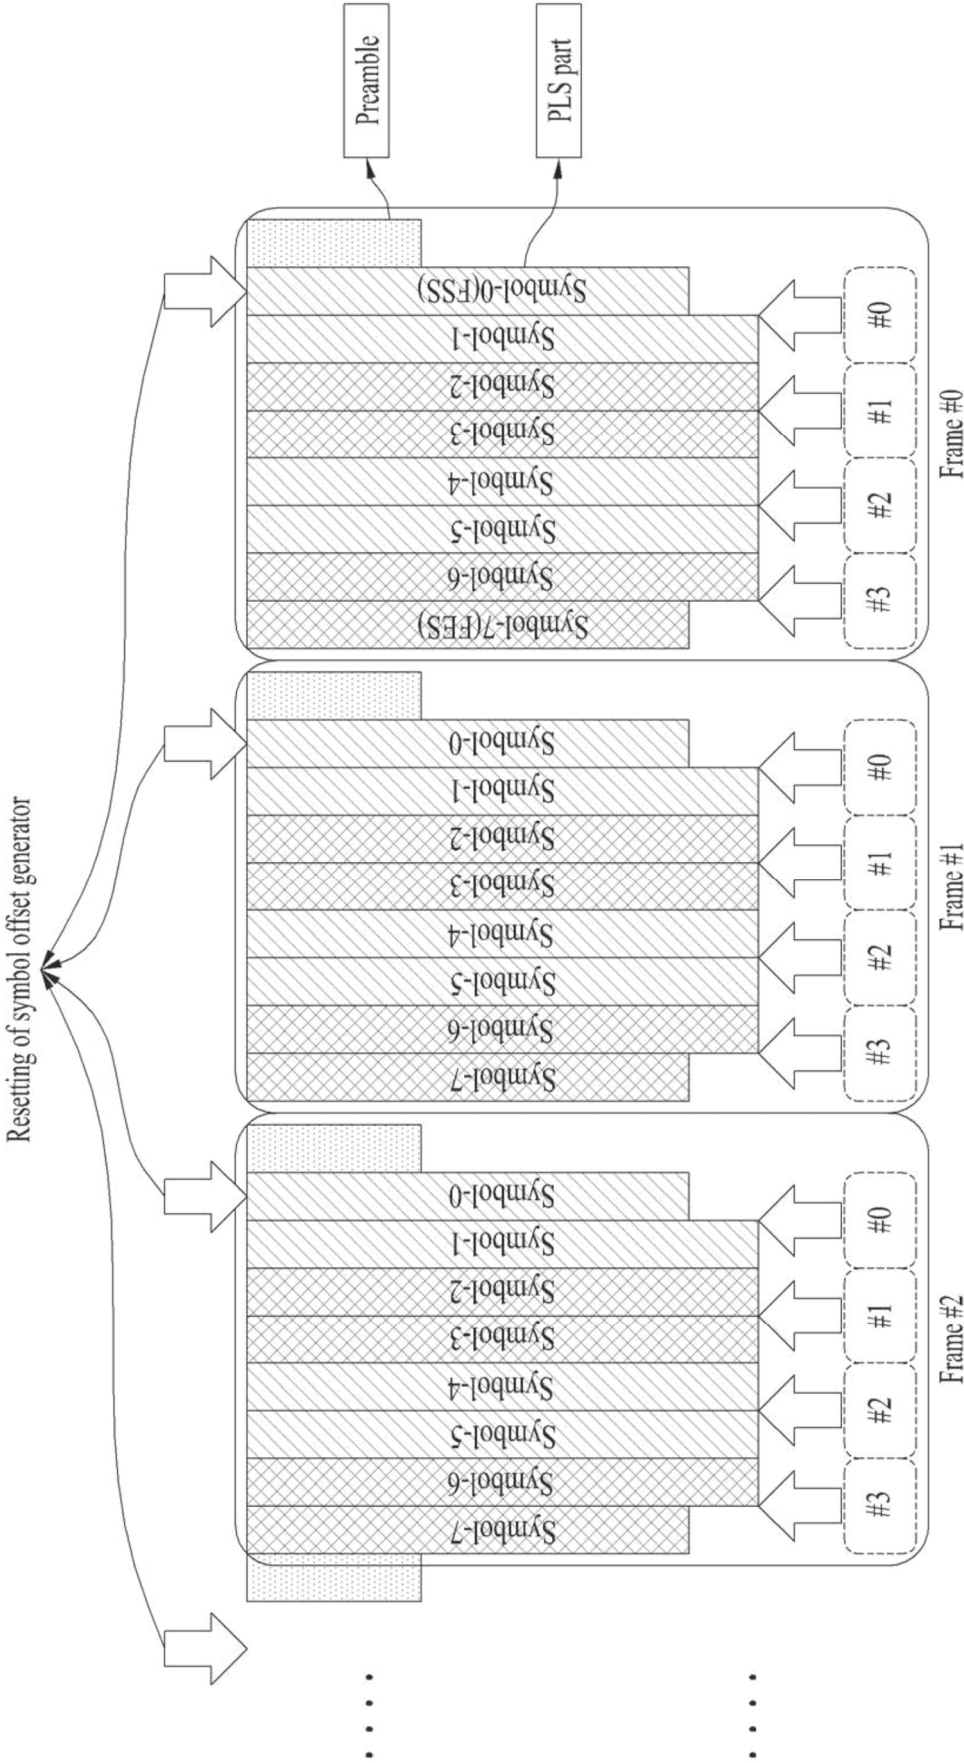 Resetting of symbol offset generator
Preamble
PLS part
Symbol-0(FSS)
Symbol-1
Symbol-2
Symbol-3
Symbol-4
Symbol-5
Symbol-6
Symbol-7(FES)
#0
#1
#2
#3
Frame #0
Symbol-0
Symbol-1
Symbol-2
Symbol-3
Symbol-4
Symbol-5
Symbol-6
Symbol-7
#0
#1
#2
#3
Frame #1
Symbol-0
Symbol-1
Symbol-2
Symbol-3
Symbol-4
Symbol-5
Symbol-6
Symbol-7
#0
#1
#2
#3
Frame #2